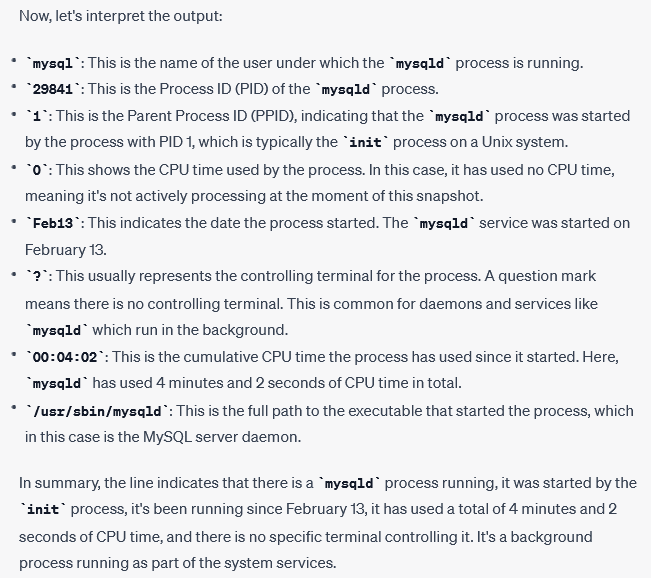 Now, let's interpret the output:
• `mysql`: This is the name of the user under which the `mysqld` process is running.
• `29841`: This is the Process ID (PID) of the `mysqld` process.
• `1`: This is the Parent Process ID (PPID), indicating that the `mysqld` process was started
by the process with PID 1, which is typically the `init` process on a Unix system.
• `0`: This shows the CPU time used by the process. In this case, it has used no CPU time,
meaning it's not actively processing at the moment of this snapshot.
• `Feb13`: This indicates the date the process started. The `mysqld` service was started on
February 13.
• `?`: This usually represents the controlling terminal for the process. A question mark
means there is no controlling terminal. This is common for daemons and services like
`mysqld` which run in the background.
• `00:04:02`: This is the cumulative CPU time the process has used since it started. Here,
`mysqld` has used 4 minutes and 2 seconds of CPU time in total.
• `/usr/sbin/mysqld`: This is the full path to the executable that started the process, which
in this case is the MySQL server daemon.
In summary, the line indicates that there is a `mysqld` process running, it was started by the
`init` process, it's been running since February 13, it has used a total of 4 minutes and 2
seconds of CPU time, and there is no specific terminal controlling it. It's a background
process running as part of the system services.